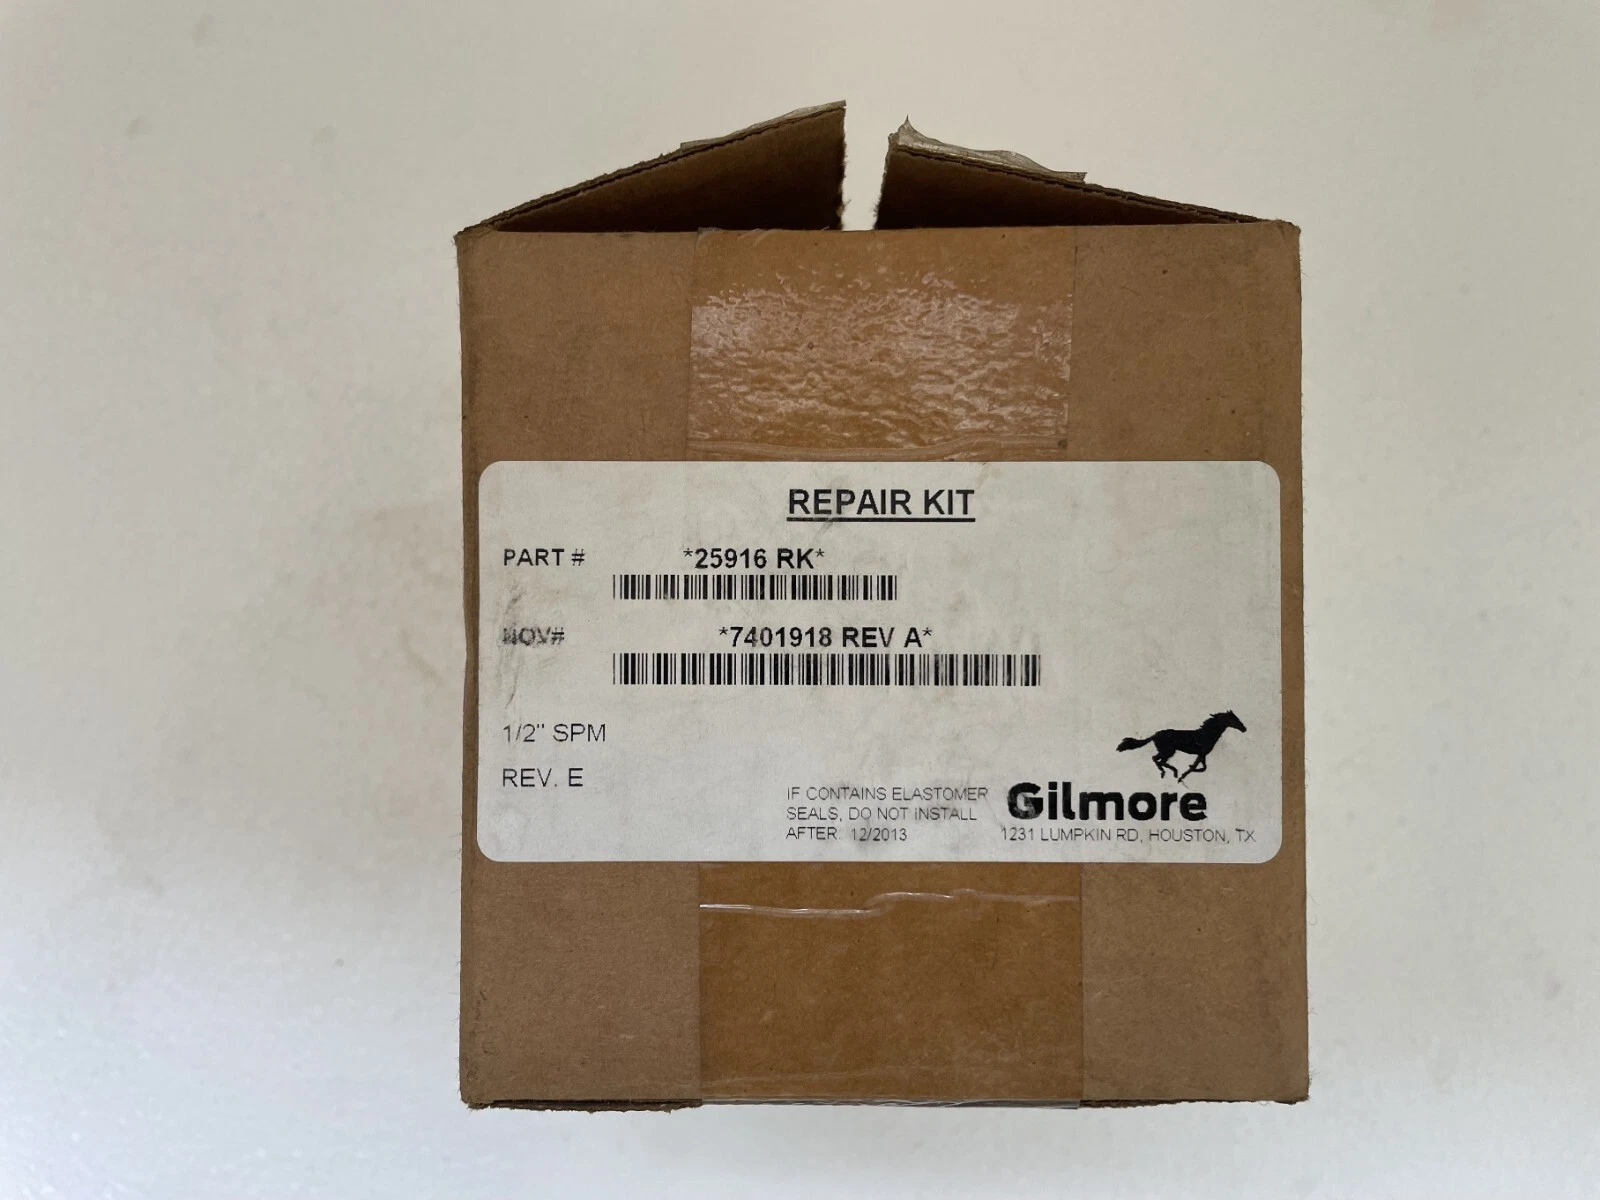 REPAIR KIT
PART # *25916 RK*
NOV# *7401918 REV A*
1/2" SPM
REV. E
IF CONTAINS ELASTOMER
SEALS, DO NOT INSTALL
AFTER 12/2013
Gilmore
1231 LUMPKIN RD, HOUSTON, TX